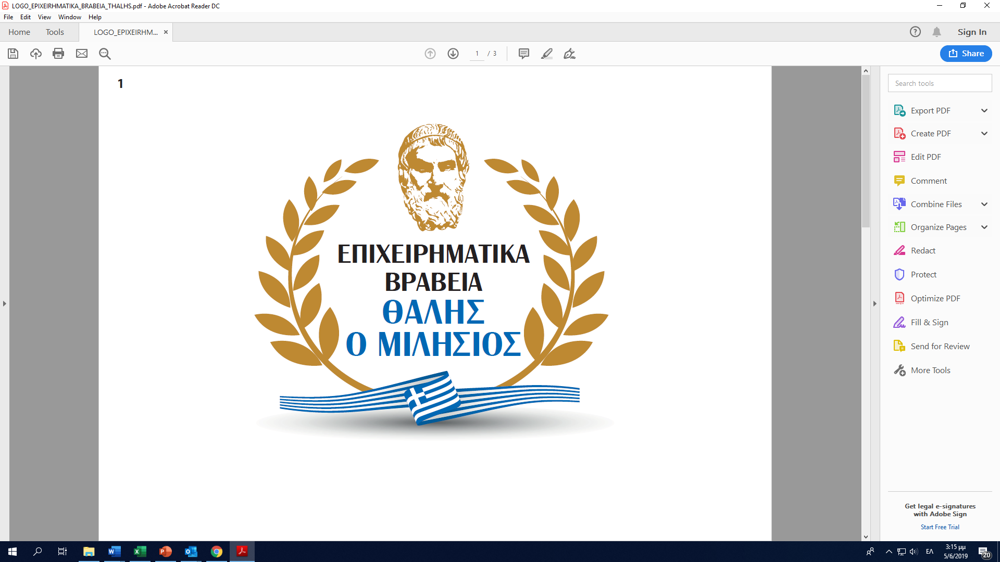 LOGO_EPIXEIRHMATIKA_BRABEIA_THALHS.pdf - Adobe Acrobat Reader DC
File Edit View Window Help
Home Tools LOGO_EPIXEIRHM... ×
Sign In
1 / 3
Share
1
Search tools
Export PDF
Create PDF
Edit PDF
Comment
Combine Files
Organize Pages
Redact
Protect
Optimize PDF
Fill & Sign
Send for Review
More Tools
ΕΠΙΧΕΙΡΗΜΑΤΙΚΑ
ΒΡΑΒΕΙΑ
ΘΑΛΗΣ
Ο ΜΙΛΗΣΙΟΣ
Get legal e-signatures
with Adobe Sign
Start Free Trial
ΕΛ
3:15 μμ
5/6/2019
20